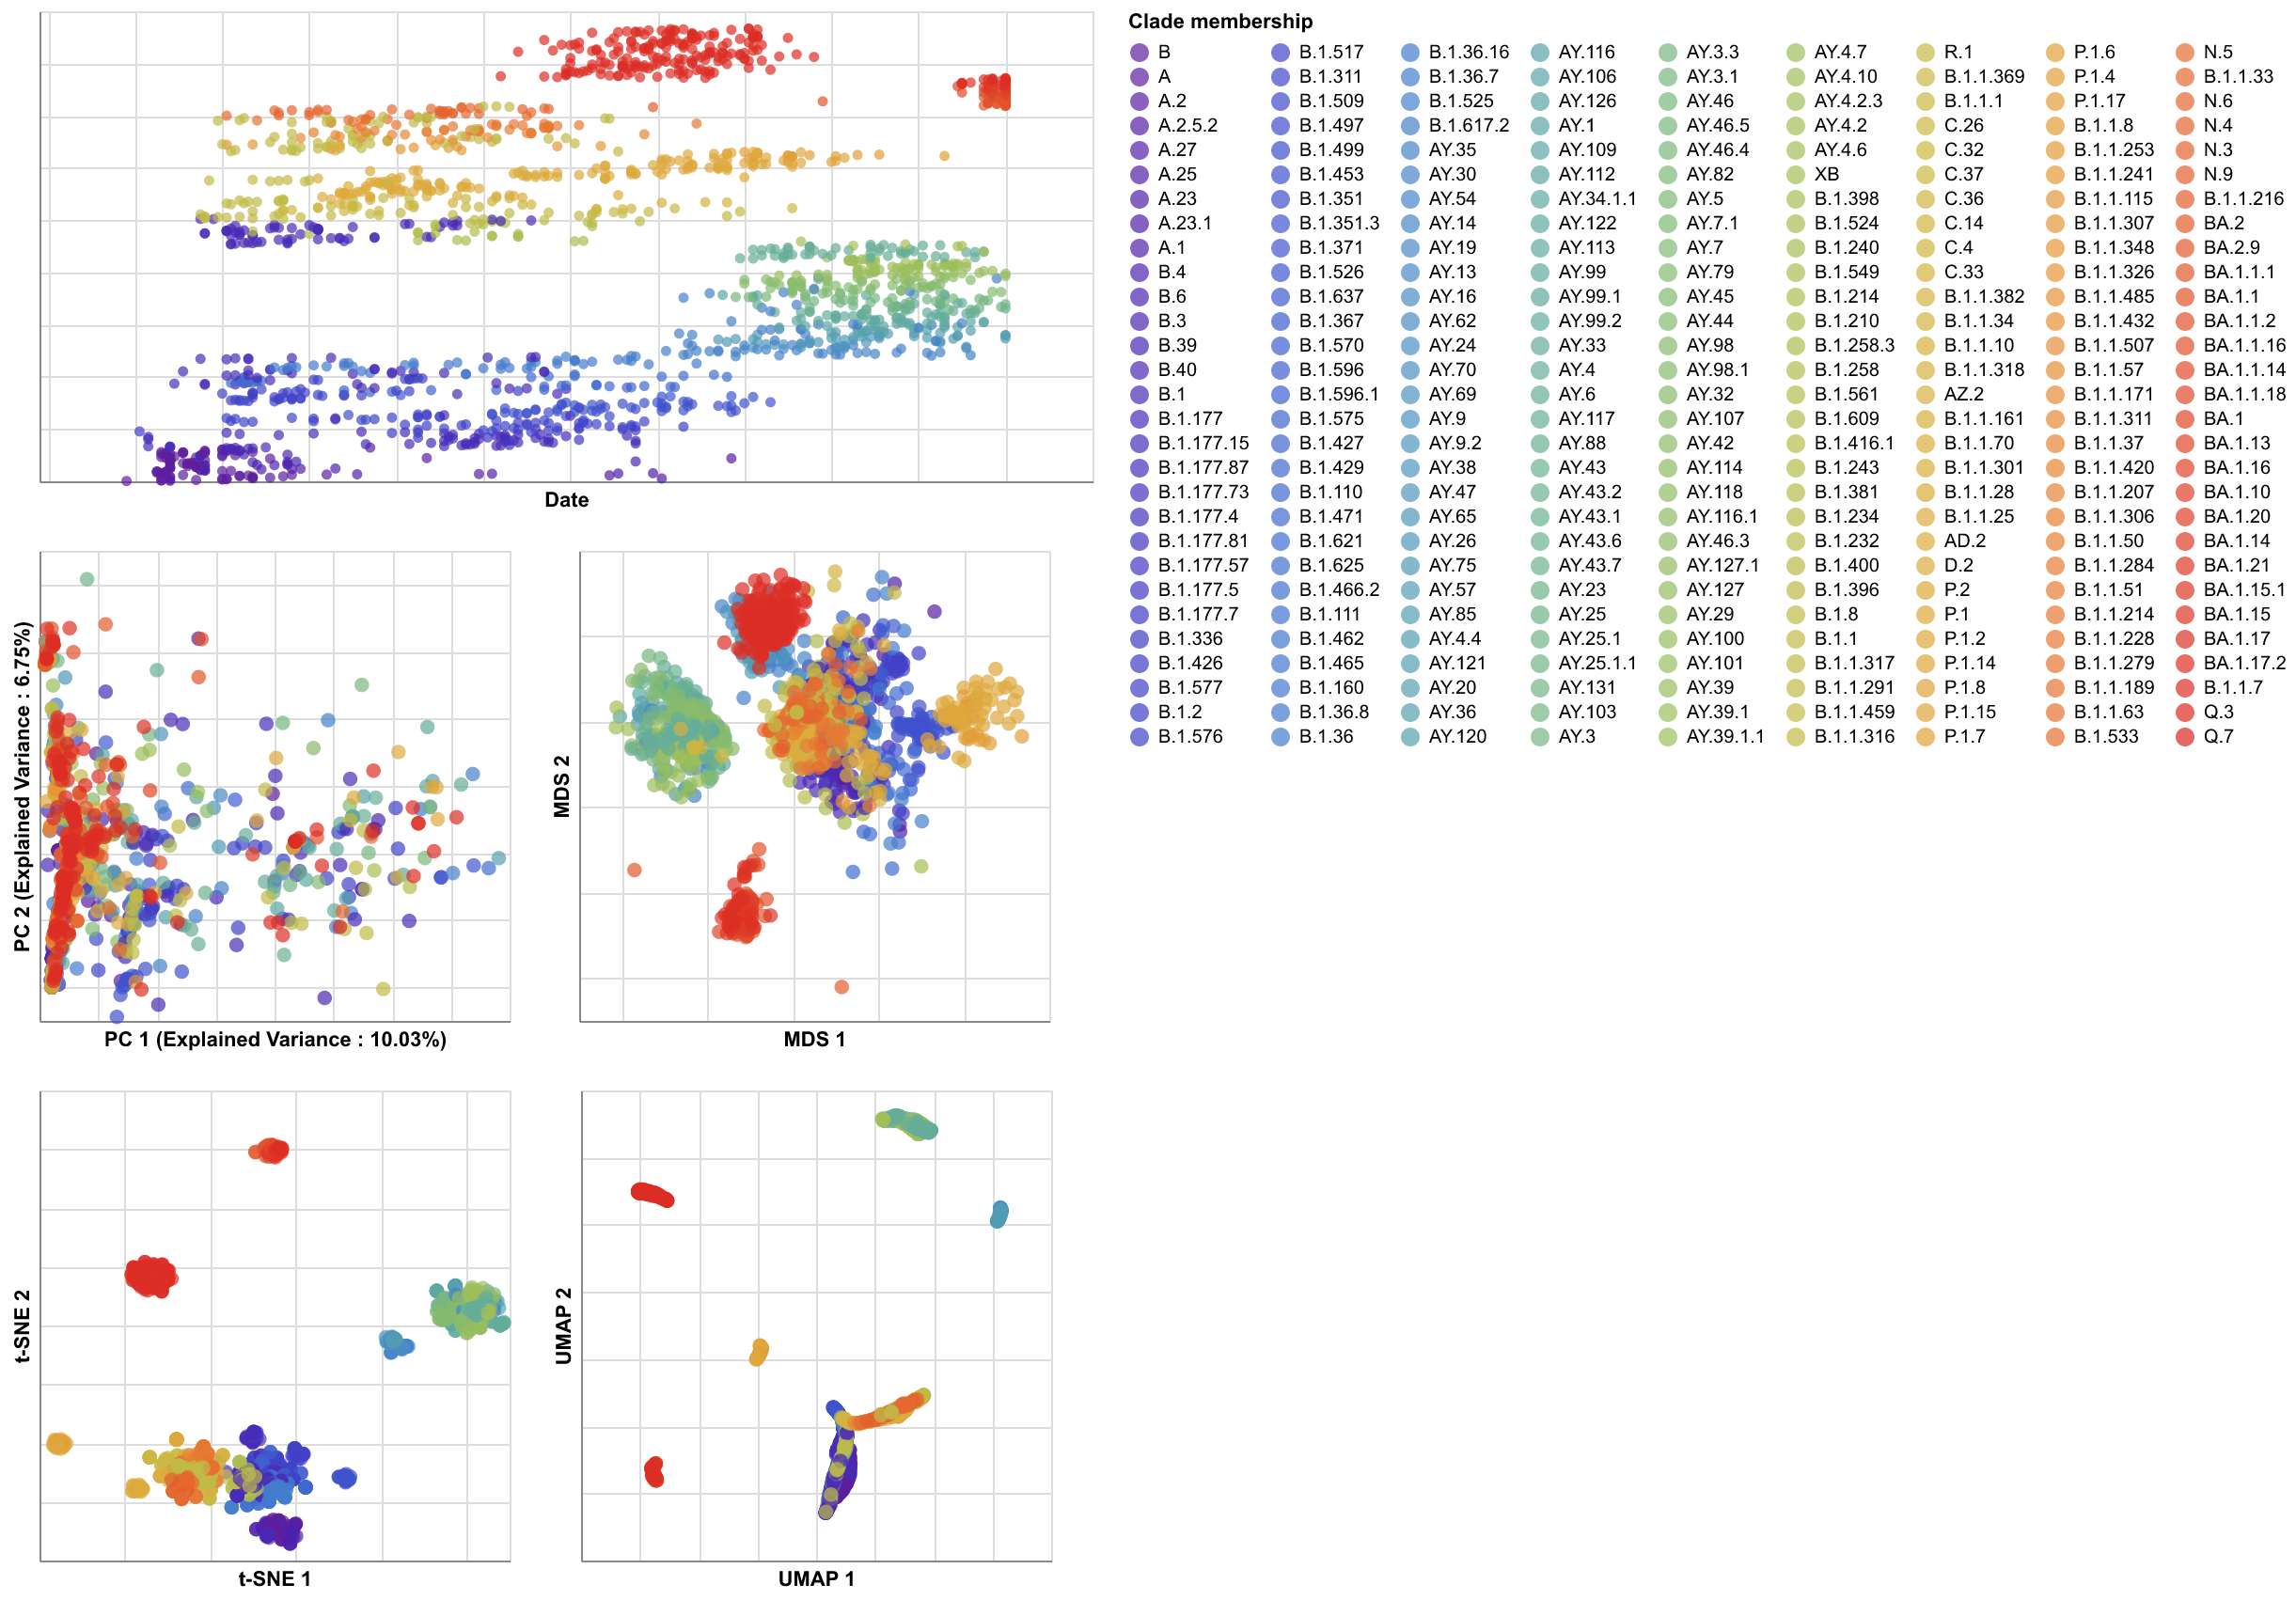 Clade membership
B
A
A.2
A.2.5.2
A.27
A.25
A.23
A.23.1
A.1
B.4
B.6
B.3
B.39
B.40
B.1
B.1.177
B.1.177.15
B.1.177.87
B.1.177.73
B.1.177.4
B.1.177.81
B.1.177.57
B.1.177.5
B.1.177.7
B.1.336
B.1.426
B.1.577
B.1.2
B.1.576
B.1.517
B.1.311
B.1.509
B.1.497
B.1.499
B.1.453
B.1.351
B.1.351.3
B.1.371
B.1.526
B.1.637
B.1.367
B.1.570
B.1.596
B.1.596.1
B.1.575
B.1.427
B.1.429
B.1.110
B.1.471
B.1.621
B.1.625
B.1.466.2
B.1.111
B.1.462
B.1.465
B.1.160
B.1.36.8
B.1.36
B.1.36.16
B.1.36.7
B.1.525
B.1.617.2
AY.35
AY.30
AY.54
AY.14
AY.19
AY.13
AY.16
AY.62
AY.24
AY.70
AY.69
AY.9
AY.9.2
AY.38
AY.47
AY.65
AY.26
AY.75
AY.57
AY.85
AY.4.4
AY.121
AY.20
AY.36
AY.120
AY.116
AY.106
AY.126
AY.1
AY.109
AY.112
AY.34.1.1
AY.122
AY.113
AY.99
AY.99.1
AY.99.2
AY.33
AY.4
AY.6
AY.117
AY.88
AY.43
AY.43.2
AY.43.1
AY.43.6
AY.43.7
AY.23
AY.25
AY.25.1
AY.25.1.1
AY.131
AY.103
AY.3
AY.3.3
AY.3.1
AY.46
AY.46.5
AY.46.4
AY.82
AY.5
AY.7.1
AY.7
AY.79
AY.45
AY.44
AY.98
AY.98.1
AY.32
AY.107
AY.42
AY.114
AY.118
AY.116.1
AY.46.3
AY.127.1
AY.127
AY.29
AY.100
AY.101
AY.39
AY.39.1
AY.39.1.1
AY.4.7
AY.4.10
AY.4.2.3
AY.4.2
AY.4.6
XB
B.1.398
B.1.524
B.1.240
B.1.549
B.1.214
B.1.210
B.1.258.3
B.1.258
B.1.561
B.1.609
B.1.416.1
B.1.243
B.1.381
B.1.234
B.1.232
B.1.400
B.1.396
B.1.8
B.1.1
B.1.1.317
B.1.1.291
B.1.1.459
B.1.1.316
R.1
B.1.1.369
B.1.1.1
C.26
C.32
C.37
C.36
C.14
C.4
C.33
B.1.1.382
B.1.1.34
B.1.1.10
B.1.1.318
AZ.2
B.1.1.161
B.1.1.70
B.1.1.301
B.1.1.28
B.1.1.25
AD.2
D.2
P.2
P.1
P.1.2
P.1.14
P.1.8
P.1.15
P.1.7
P.1.6
P.1.4
P.1.17
B.1.1.8
B.1.1.253
B.1.1.241
B.1.1.115
B.1.1.307
B.1.1.348
B.1.1.326
B.1.1.485
B.1.1.432
B.1.1.507
B.1.1.57
B.1.1.171
B.1.1.311
B.1.1.37
B.1.1.420
B.1.1.207
B.1.1.306
B.1.1.50
B.1.1.284
B.1.1.51
B.1.1.214
B.1.1.228
B.1.1.279
B.1.1.189
B.1.1.63
B.1.533
N.5
B.1.1.33
N.6
N.4
N.3
N.9
B.1.1.216
BA.2
BA.2.9
BA.1.1.1
BA.1.1
BA.1.1.2
BA.1.1.16
BA.1.1.14
BA.1.1.18
BA.1
BA.1.13
BA.1.16
BA.1.10
BA.1.20
BA.1.14
BA.1.21
BA.1.15.1
BA.1.15
BA.1.17
BA.1.17.2
B.1.1.7
Q.3
Q.7
Date
PC 2 (Explained Variance : 6.75%)
PC 1 (Explained Variance : 10.03%)
MDS 2
MDS 1
t-SNE 2
t-SNE 1
UMAP 2
UMAP 1